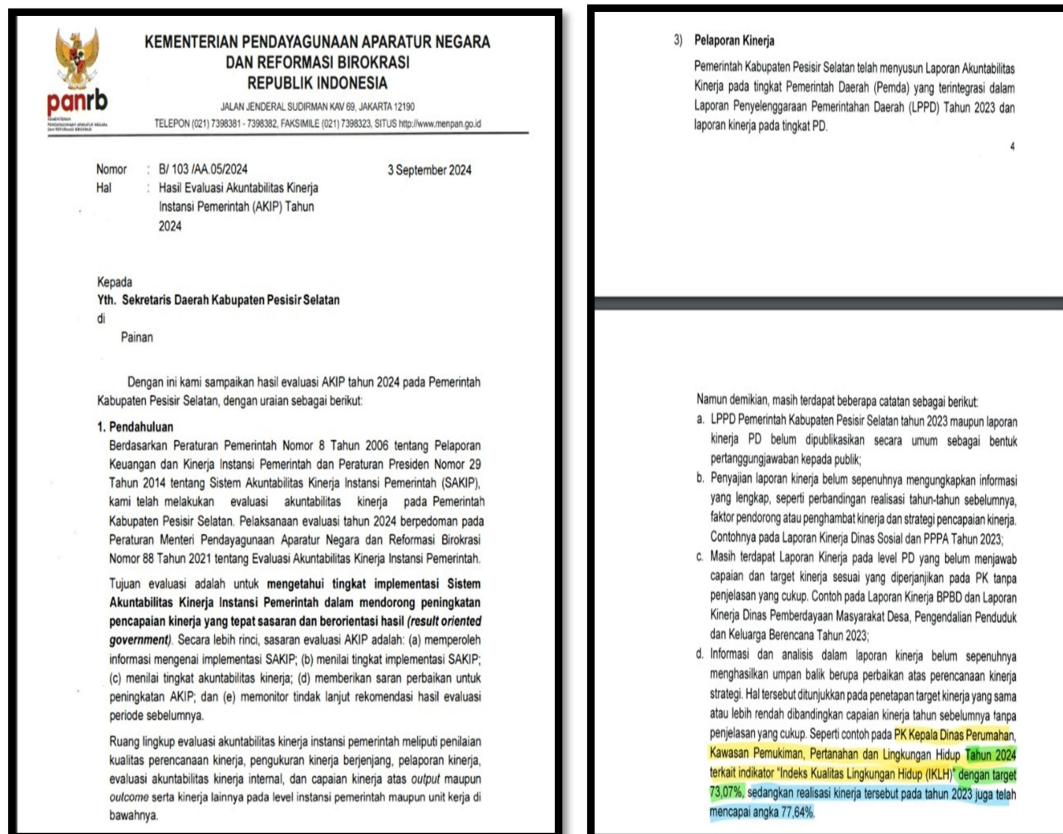 KEMENTERIAN PENDAYAGUNAAN APARATUR NEGARA
DAN REFORMASI BIROKRASI
REPUBLIK INDONESIA
JALAN JENDERAL SUDIRMAN KAV 69, JAKARTA 12190
TELEPON (021) 7398381 - 7398382, FAKSIMILE (021) 7398323, SITUS http://www.menpan.go.id
panrb
KEMENTERIAN
PENDAYAGUNAAN APARATUR NEGARA
DAN REFORMASI BIROKRASI
Nomor : B/ 103 /AA.05/2024 3 September 2024
Hal : Hasil Evaluasi Akuntabilitas Kinerja
Instansi Pemerintah (AKIP) Tahun
2024
Kepada
Yth. Sekretaris Daerah Kabupaten Pesisir Selatan
di
Painan
Dengan ini kami sampaikan hasil evaluasi AKIP tahun 2024 pada Pemerintah
Kabupaten Pesisir Selatan, dengan uraian sebagai berikut:
1. Pendahuluan
Berdasarkan Peraturan Pemerintah Nomor 8 Tahun 2006 tentang Pelaporan
Keuangan dan Kinerja Instansi Pemerintah dan Peraturan Presiden Nomor 29
Tahun 2014 tentang Sistem Akuntabilitas Kinerja Instansi Pemerintah (SAKIP),
kami telah melakukan evaluasi akuntabilitas kinerja pada Pemerintah
Kabupaten Pesisir Selatan. Pelaksanaan evaluasi tahun 2024 berpedoman pada
Peraturan Menteri Pendayagunaan Aparatur Negara dan Reformasi Birokrasi
Nomor 88 Tahun 2021 tentang Evaluasi Akuntabilitas Kinerja Instansi Pemerintah.
Tujuan evaluasi adalah untuk mengetahui tingkat implementasi Sistem
Akuntabilitas Kinerja Instansi Pemerintah dalam mendorong peningkatan
pencapaian kinerja yang tepat sasaran dan berorientasi hasil (result oriented
government). Secara lebih rinci, sasaran evaluasi AKIP adalah: (a) memperoleh
informasi mengenai implementasi SAKIP; (b) menilai tingkat implementasi SAKIP;
(c) menilai tingkat akuntabilitas kinerja; (d) memberikan saran perbaikan untuk
peningkatan AKIP; dan (e) memonitor tindak lanjut rekomendasi hasil evaluasi
periode sebelumnya.
Ruang lingkup evaluasi akuntabilitas kinerja instansi pemerintah meliputi penilaian
kualitas perencanaan kinerja, pengukuran kinerja berjenjang, pelaporan kinerja,
evaluasi akuntabilitas kinerja internal, dan capaian kinerja atas output maupun
outcome serta kinerja lainnya pada level instansi pemerintah maupun unit kerja di
bawahnya.
3) Pelaporan Kinerja
Pemerintah Kabupaten Pesisir Selatan telah menyusun Laporan Akuntabilitas
Kinerja pada tingkat Pemerintah Daerah (Pemda) yang terintegrasi dalam
Laporan Penyelenggaraan Pemerintahan Daerah (LPPD) Tahun 2023 dan
laporan kinerja pada tingkat PD.
4
Namun demikian, masih terdapat beberapa catatan sebagai berikut:
a. LPPD Pemerintah Kabupaten Pesisir Selatan tahun 2023 maupun laporan
kinerja PD belum dipublikasikan secara umum sebagai bentuk
pertanggungjawaban kepada publik;
b. Penyajian laporan kinerja belum sepenuhnya mengungkapkan informasi
yang lengkap, seperti perbandingan realisasi tahun-tahun sebelumnya,
faktor pendorong atau penghambat kinerja dan strategi pencapaian kinerja.
Contohnya pada Laporan Kinerja Dinas Sosial dan PPPA Tahun 2023;
c. Masih terdapat Laporan Kinerja pada level PD yang belum menjawab
capaian dan target kinerja sesuai yang diperjanjikan pada PK tanpa
penjelasan yang cukup. Contoh pada Laporan Kinerja BPBD dan Laporan
Kinerja Dinas Pemberdayaan Masyarakat Desa, Pengendalian Penduduk
dan Keluarga Berencana Tahun 2023;
d. Informasi dan analisis dalam laporan kinerja belum sepenuhnya
menghasilkan umpan balik berupa perbaikan atas perencanaan kinerja
strategi. Hal tersebut ditunjukkan pada penetapan target kinerja yang sama
atau lebih rendah dibandingkan capaian kinerja tahun sebelumnya tanpa
penjelasan yang cukup. Seperti contoh pada PK Kepala Dinas Perumahan,
Kawasan Pemukiman, Pertanahan dan Lingkungan Hidup Tahun 2024
terkait indikator "Indeks Kualitas Lingkungan Hidup (IKLH)" dengan target
73,07%, sedangkan realisasi kinerja tersebut pada tahun 2023 juga telah
mencapai angka 77,64%.